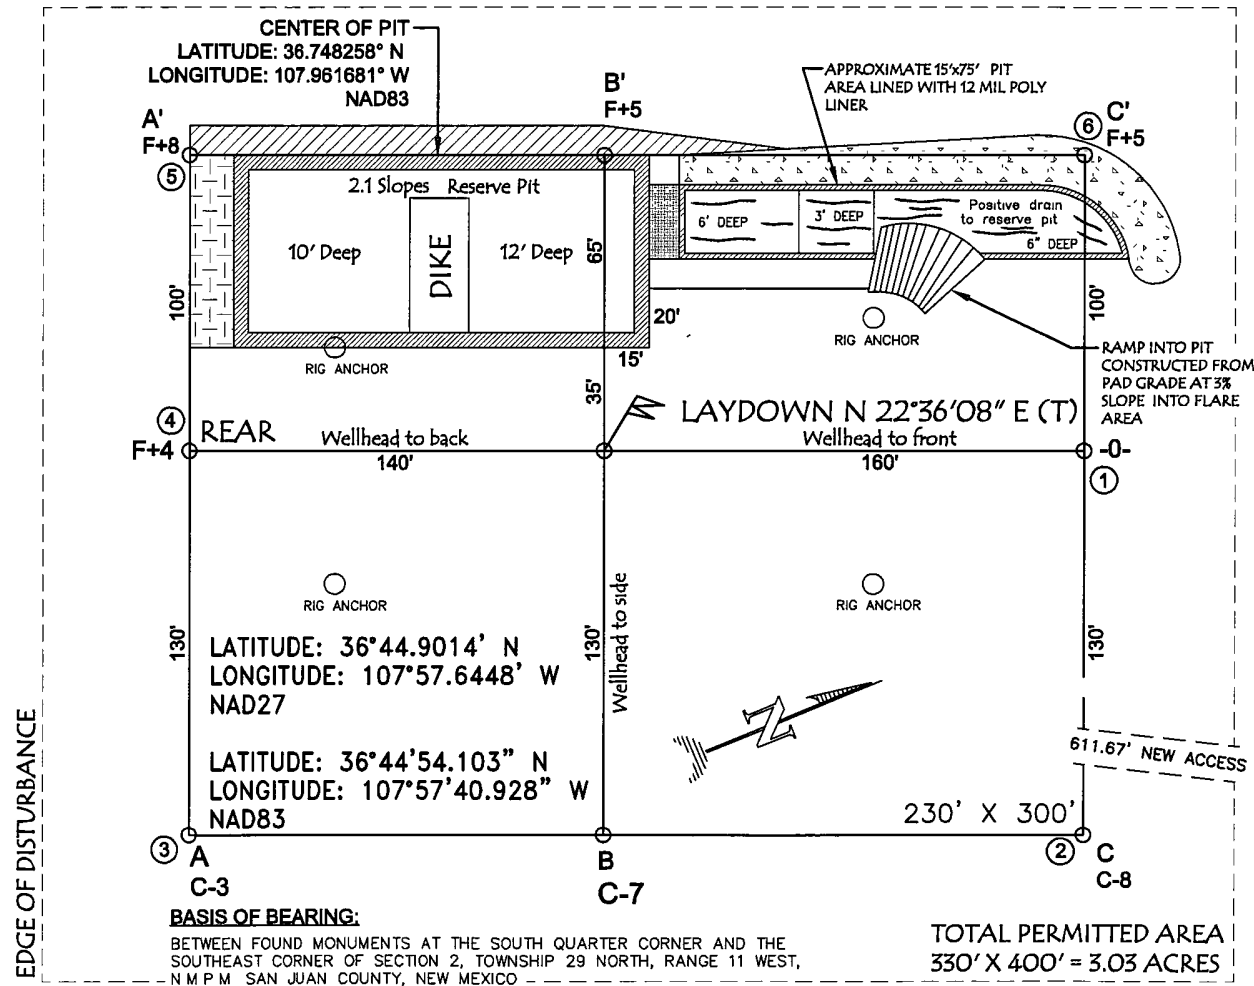 CENTER OF PIT
LATITUDE: 36.748258° N
LONGITUDE: 107.961681° W
NAD83
APPROXIMATE 15'x75' PIT
AREA LINED WITH 12 MIL POLY
LINER
A'
F+8
5
B'
F+5
6
C'
F+5
2.1 Slopes Reserve Pit
10' Deep
DIKE
12' Deep
65'
6' DEEP
3' DEEP
Positive drain
to reserve pit
6" DEEP
100'
100'
20'
15'
35'
RIG ANCHOR
RIG ANCHOR
RAMP INTO PIT
CONSTRUCTED FROM
PAD GRADE AT 3%
SLOPE INTO FLARE
AREA
4
F+4
REAR
LAYDOWN N 22°36'08" E (T)
Wellhead to back
140'
Wellhead to front
160'
-0-
1
RIG ANCHOR
RIG ANCHOR
130'
130'
Wellhead to side
130'
LATITUDE: 36°44.9014' N
LONGITUDE: 107°57.6448' W
NAD27
LATITUDE: 36°44'54.103" N
LONGITUDE: 107°57'40.928" W
NAD83
N
611.67' NEW ACCESS
230' X 300'
3
A
C-3
B
C-7
2
C
C-8
EDGE OF DISTURBANCE
BASIS OF BEARING:
BETWEEN FOUND MONUMENTS AT THE SOUTH QUARTER CORNER AND THE
SOUTHEAST CORNER OF SECTION 2, TOWNSHIP 29 NORTH, RANGE 11 WEST,
N M P M SAN JUAN COUNTY, NEW MEXICO
TOTAL PERMITTED AREA
330' X 400' = 3.03 ACRES